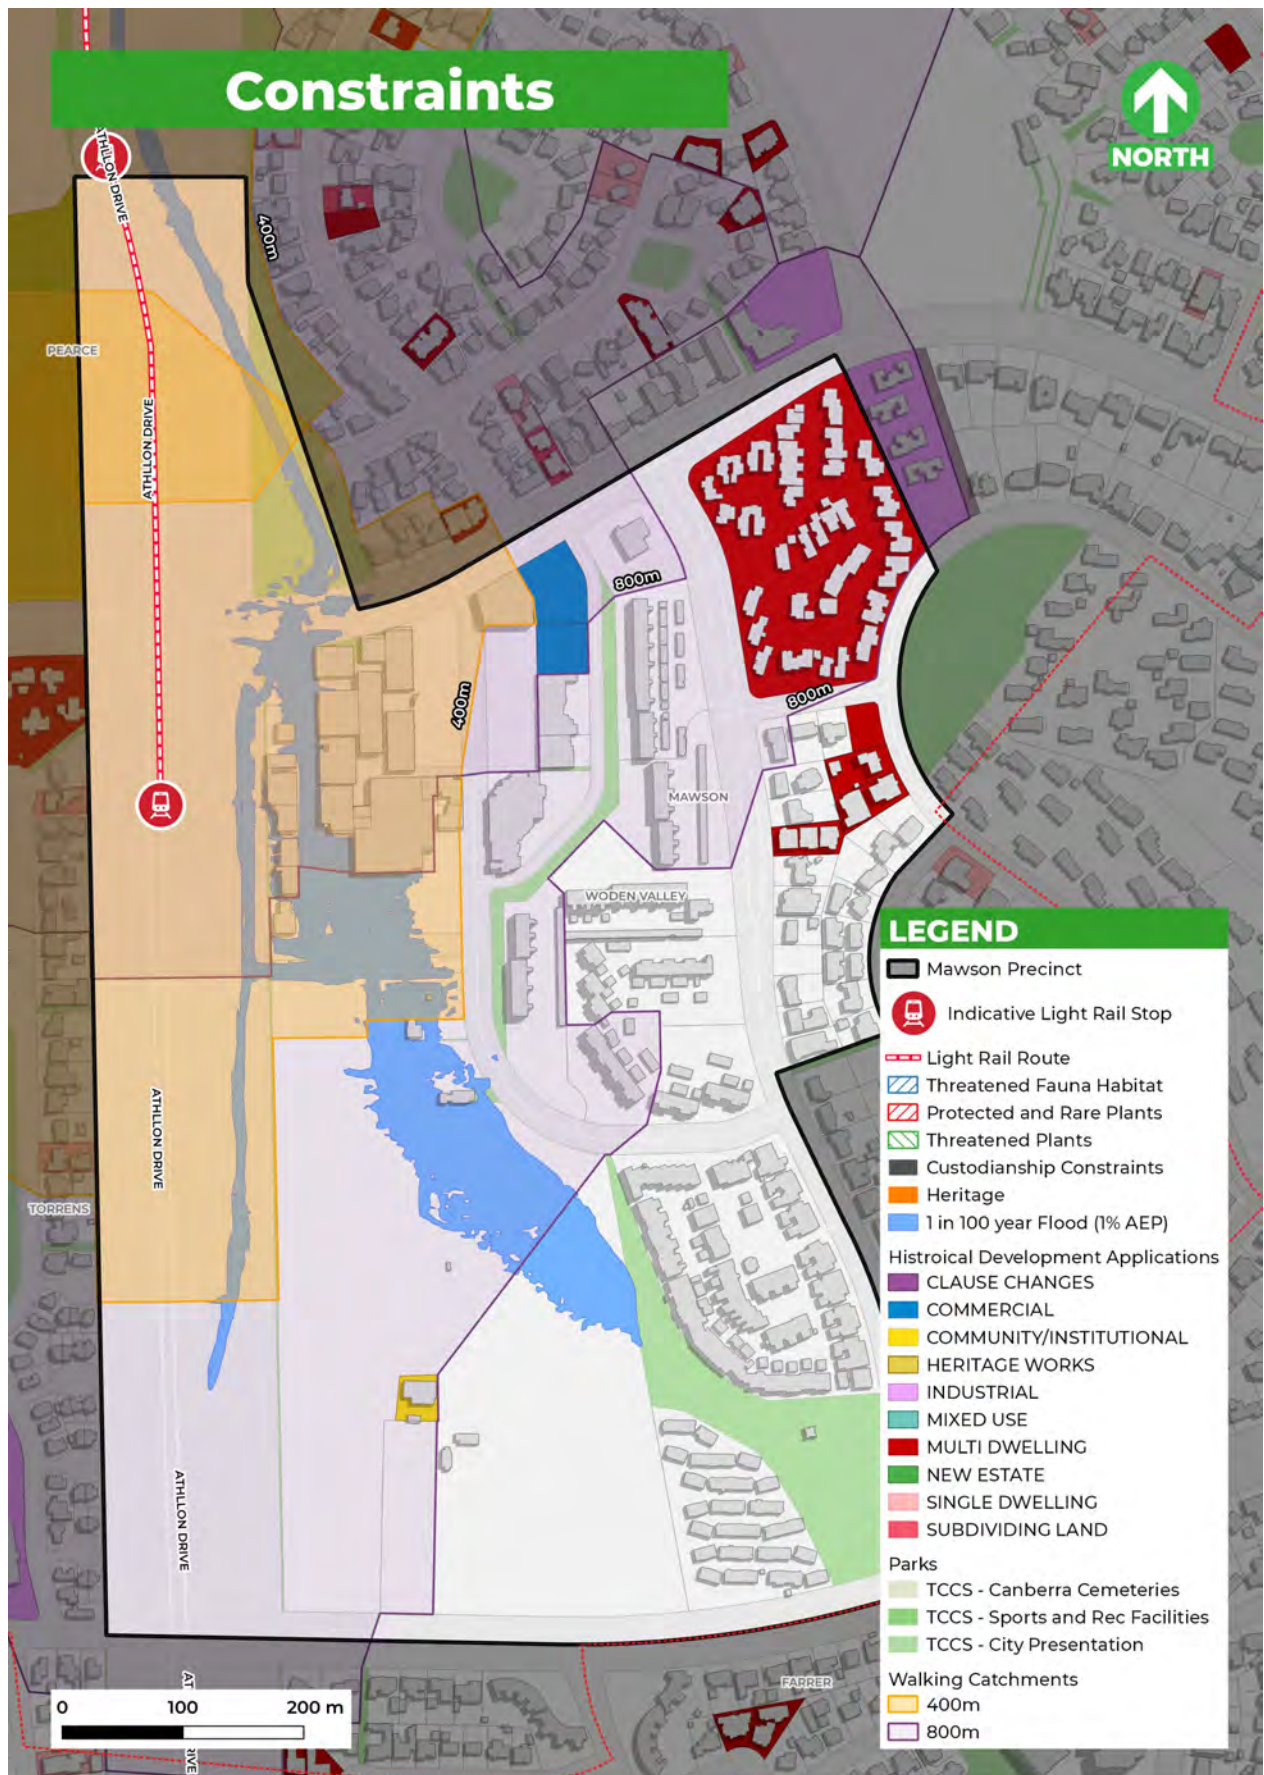 Constraints
NORTH
ATHLLON DRIVE
400m
PEARCE
ATHLLON DRIVE
800m
400m
800m
MAWSON
WODEN VALLEY
ATHLLON DRIVE
TORRENS
ATHLLON DRIVE
FARRER
LEGEND
Mawson Precinct
Indicative Light Rail Stop
Light Rail Route
Threatened Fauna Habitat
Protected and Rare Plants
Threatened Plants
Custodianship Constraints
Heritage
1 in 100 year Flood (1% AEP)
Histroical Development Applications
CLAUSE CHANGES
COMMERCIAL
COMMUNITY/INSTITUTIONAL
HERITAGE WORKS
INDUSTRIAL
MIXED USE
MULTI DWELLING
NEW ESTATE
SINGLE DWELLING
SUBDIVIDING LAND
Parks
TCCS - Canberra Cemeteries
TCCS - Sports and Rec Facilities
TCCS - City Presentation
Walking Catchments
400m
800m
0 100 200 m